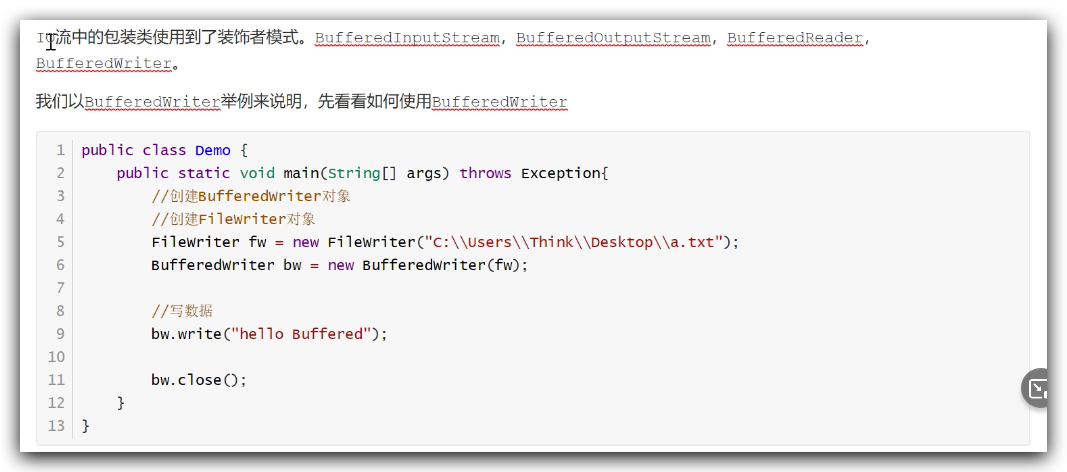 IO流中的包装类使用到了装饰者模式。BufferedInputStream, BufferedOutputStream, BufferedReader,
BufferedWriter。
我们以BufferedWriter举例来说明，先看看如何使用BufferedWriter
1 public class Demo {
2     public static void main(String[] args) throws Exception{
3         //创建BufferedWriter对象
4         //创建FileWriter对象
5         FileWriter fw = new FileWriter("C:\\Users\\Think\\Desktop\\a.txt");
6         BufferedWriter bw = new BufferedWriter(fw);
7
8         //写数据
9         bw.write("hello Buffered");
10
11         bw.close();
12     }
13 }